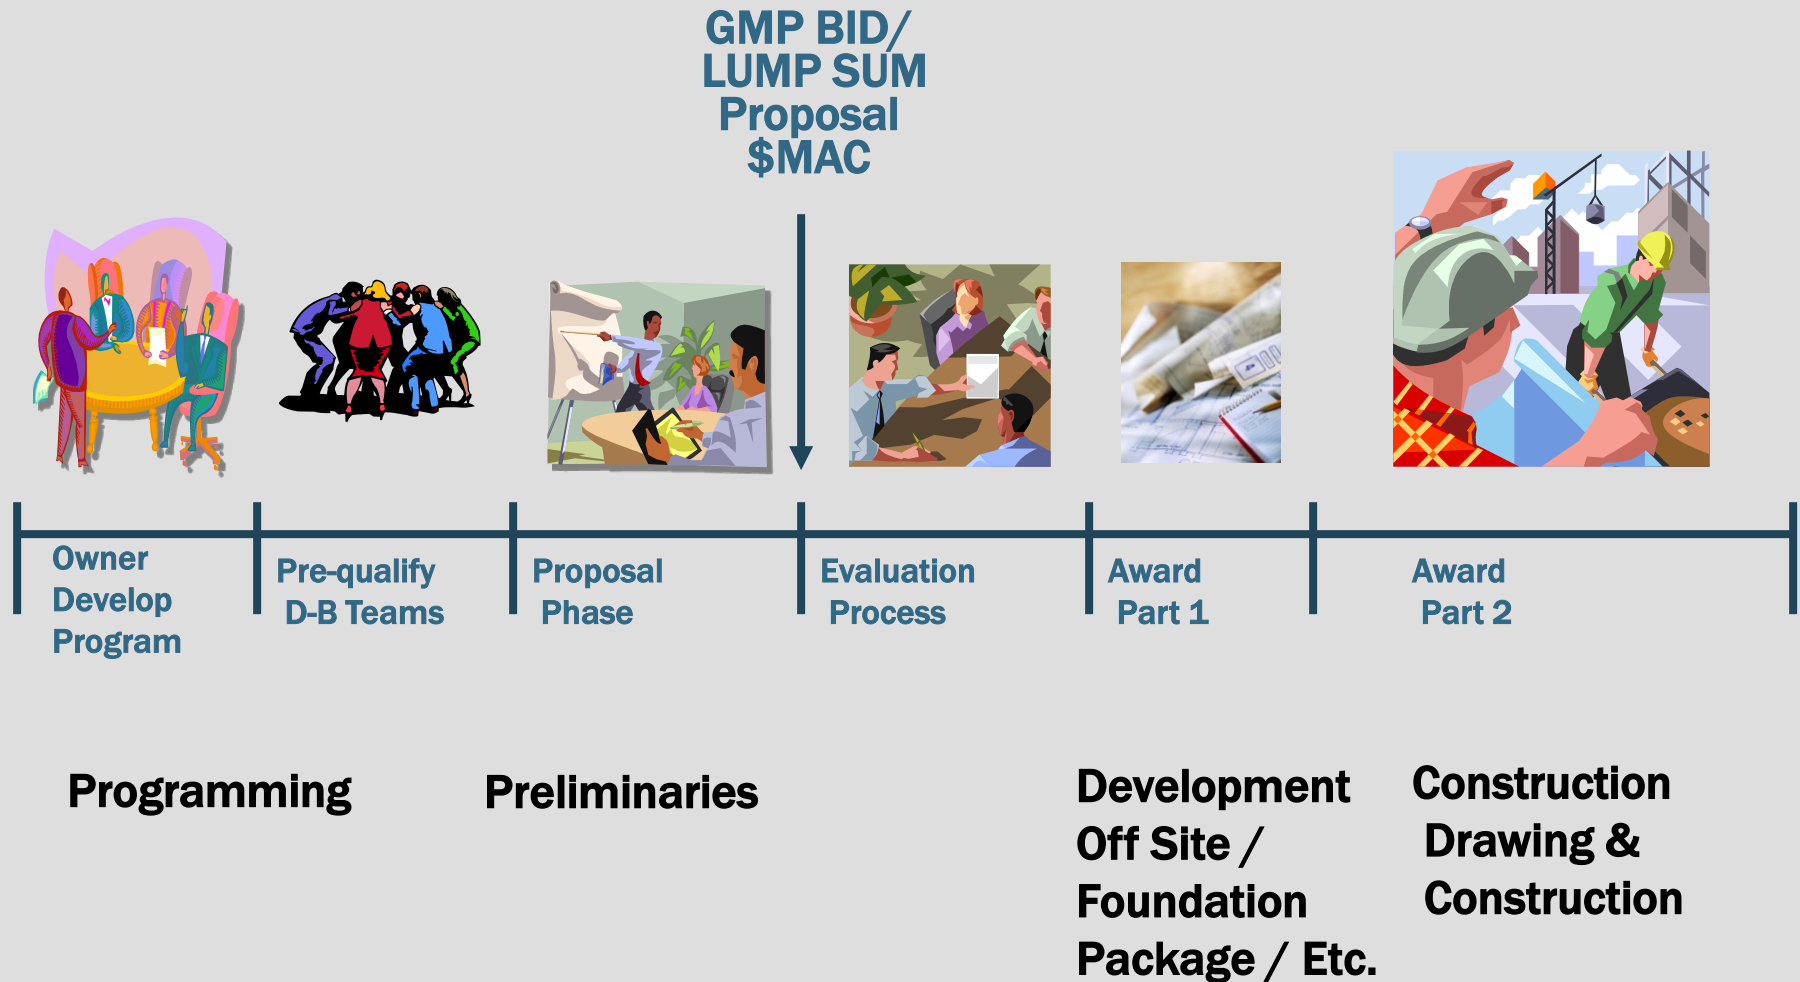 GMP BID/
LUMP SUM
Proposal
$MAC
Owner
Develop
Program
Pre-qualify
D-B Teams
Proposal
Phase
Evaluation
Process
Award
Part 1
Award
Part 2
Programming
Preliminaries
Development
Off Site /
Foundation
Package / Etc.
Construction
Drawing &
Construction